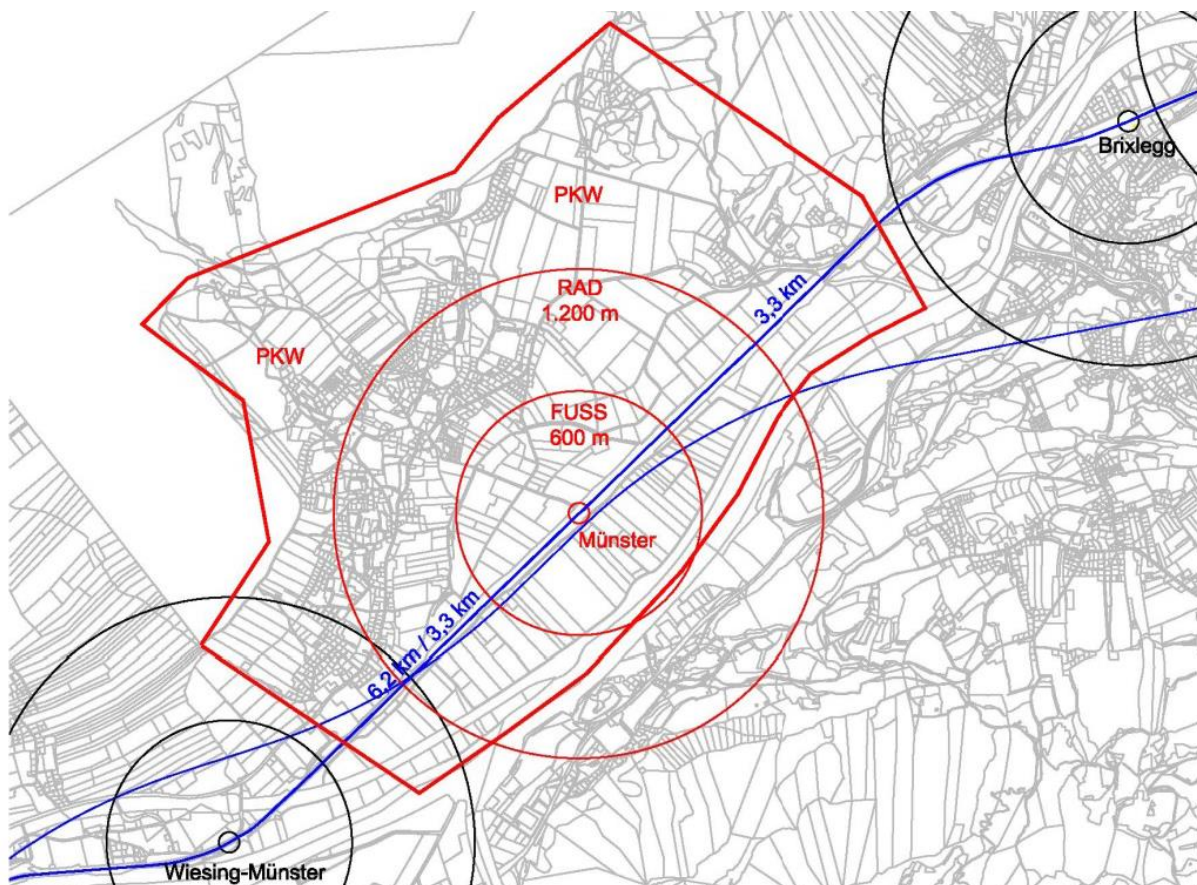 Brixlegg
PKW
RAD
1.200 m
3,3 km
PKW
FUSS
600 m
Münster
6,2 km / 3,3 km
Wiesing-Münster